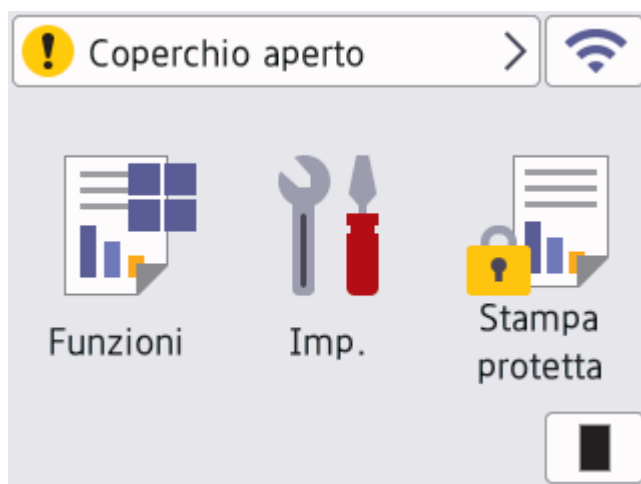 Coperchio aperto
Funzioni
Imp.
Stampa
protetta